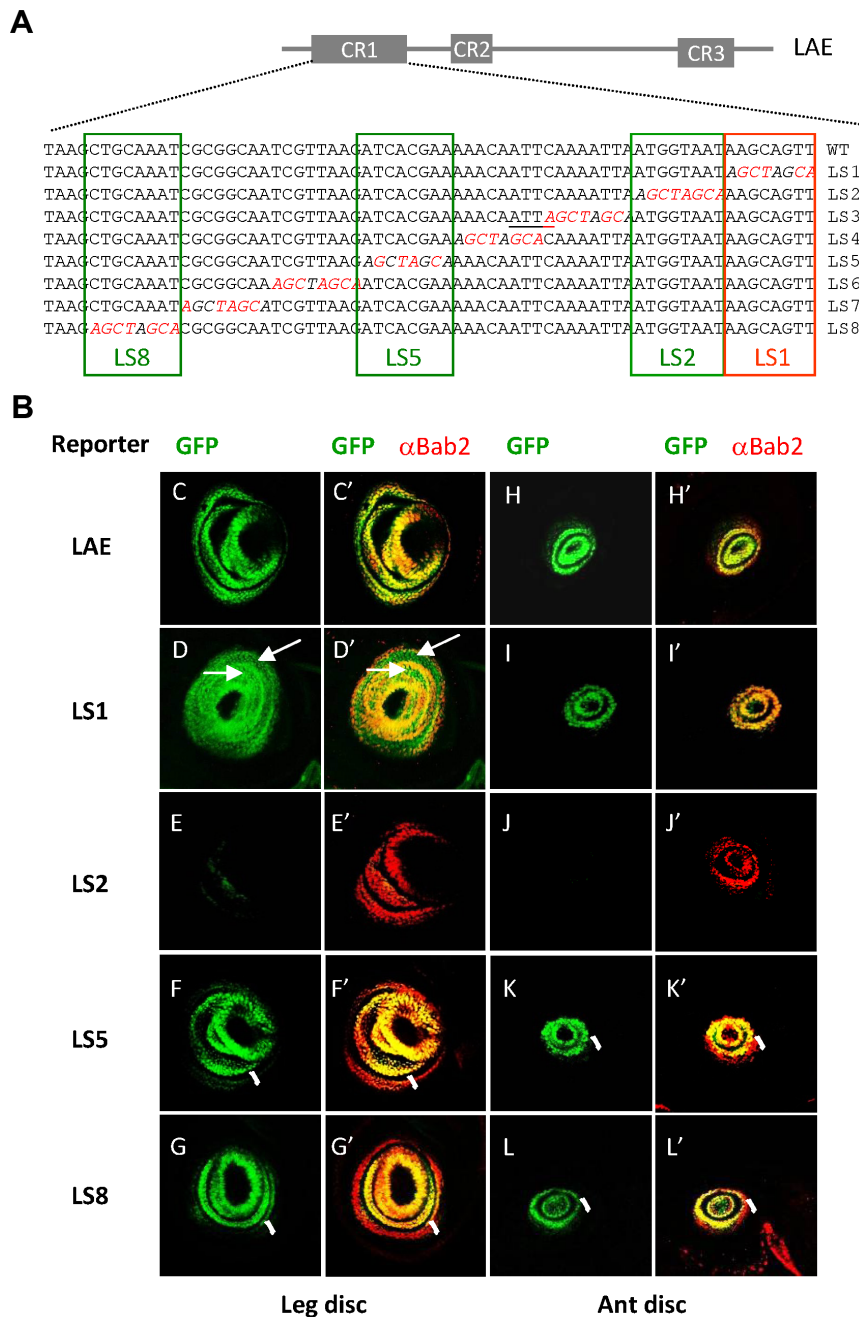 A
CR1 CR2 CR3 LAE
TAAGCTGCAAATCGCGGCAATCGTTAAGATCACGAAAAACAATTCAAAATTAATGGTAATAAGCAGTT WT
TAAGCTGCAAATCGCGGCAATCGTTAAGATCACGAAAAACAATTCAAAATTAATGGTAATAGCTAGCA LS1
TAAGCTGCAAATCGCGGCAATCGTTAAGATCACGAAAAACAATTCAAAATTAAGCTAGCAAAGCAGTT LS2
TAAGCTGCAAATCGCGGCAATCGTTAAGATCACGAAAAACAATTAGCTAGCAATGGTAATAAGCAGTT LS3
TAAGCTGCAAATCGCGGCAATCGTTAAGATCACGAAAGCTAGCACAAAATTAATGGTAATAAGCAGTT LS4
TAAGCTGCAAATCGCGGCAATCGTTAAGAGCTAGCAAAACAATTCAAAATTAATGGTAATAAGCAGTT LS5
TAAGCTGCAAATCGCGGCAAAGCTAGCAATCACGAAAAACAATTCAAAATTAATGGTAATAAGCAGTT LS6
TAAGCTGCAAATAGCTAGCATCGTTAAGATCACGAAAAACAATTCAAAATTAATGGTAATAAGCAGTT LS7
TAAGAGCTAGCACGCGGCAATCGTTAAGATCACGAAAAACAATTCAAAATTAATGGTAATAAGCAGTT LS8
LS8 LS5 LS2 LS1
B
Reporter GFP GFP αBab2 GFP GFP αBab2
LAE C C' H H'
LS1 D D' I I'
LS2 E E' J J'
LS5 F F' K K'
LS8 G G' L L'
Leg disc Ant disc